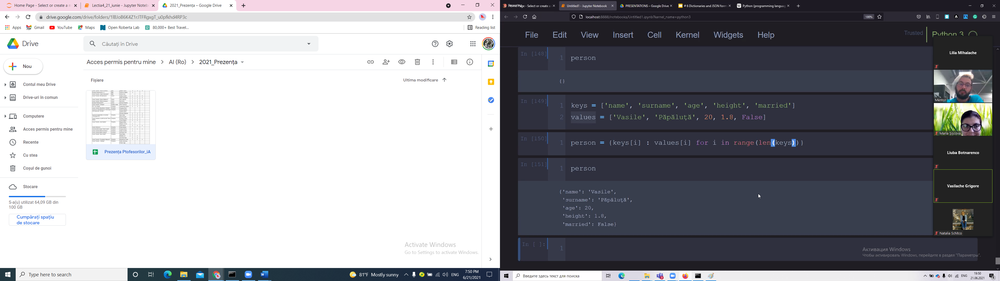 Home Page - Select or create a n
Lectia4_21_iunie - Jupyter Noteb
2021_Prezența – Google Drive
drive.google.com/drive/folders/1lBJoB6K4Z1rJTFRgxgT_u0pfkhd4RP3c
Apps
Gmail
YouTube
Maps
Open Roberta Lab
80,000+ Best Travel...
Reading list
Drive
Căutați în Drive
Nou
Acces permis pentru mine > AI (Ro) > 2021_Prezența
Fișiere
Ultima modificare
Contul meu Drive
Drive-uri în comun
Computere
Acces permis pentru mine
Recente
Cu stea
Coșul de gunoi
Stocare
S-a(u) utilizat 64,09 GB din
100 GB
Cumpărați spațiu
de stocare
Prezența Ptofesorilor_iA
Activate Windows
Go to Settings to activate Windows.
Type here to search
81°F Mostly sunny
ENG
7:50 PM
6/21/2021
Home Page - Select or create a
Untitled1 - Jupyter Notebook
PRESENTATIONS – Google Drive
# 6 Dictionaries and JSON form
Python (programming languag
localhost:8888/notebooks/Untitled1.ipynb?kernel_name=python3
180%
File Edit View Insert Cell Kernel Widgets Help
Trusted
Python 3
In [148]
1 person
{}
In [149]
1 keys = ['name', 'surname', 'age', 'height', 'married']
2 values = ['Vasile', 'Păpăluță', 20, 1.8, False]
In [150]
1 person = {keys[i] : values[i] for i in range(len(keys))}
In [151]
1 person
{'name': 'Vasile',
'surname': 'Păpăluță',
'age': 20,
'height': 1.8,
'married': False}
In [ ]:
1
Lilia MIhalache
Mentor
Maria Șișcova
Liuba Botnarenco
Vasilache Grigore
Natalia Schitco
Активация Windows
Чтобы активировать Windows, перейдите в раздел "Параметры".
Введите здесь текст для поиска
ENG
19:50
21.06.2021